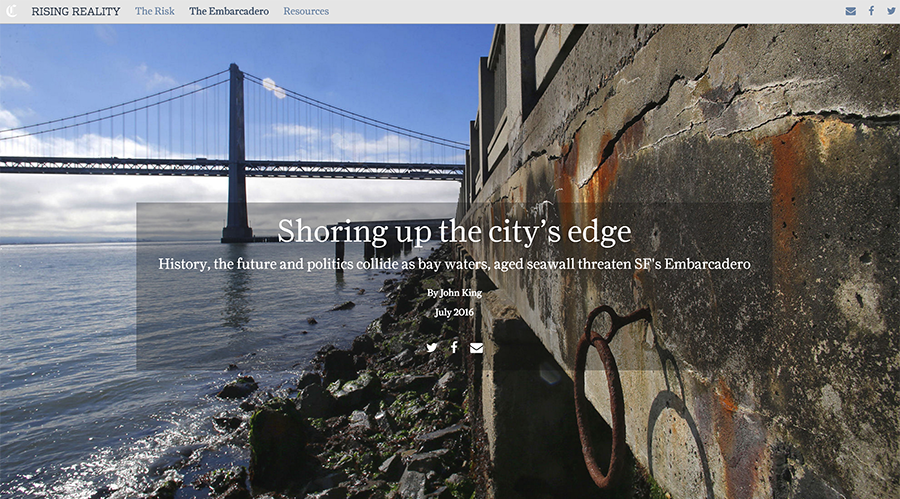 C RISING REALITY The Risk The Embarcadero Resources
Shoring up the city's edge
History, the future and politics collide as bay waters, aged seawall threaten SF's Embarcadero
By John King
July 2016